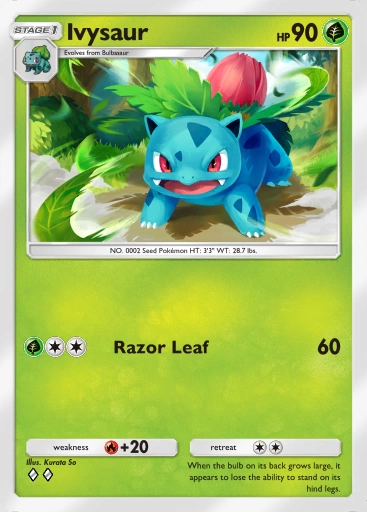 STAGE 1
Ivysaur
HP 90
Evolves from Bulbasaur
NO. 0002 Seed Pokémon HT: 3'3" WT: 28.7 lbs.
Razor Leaf 60
weakness +20 retreat
Illus. Kurata So
When the bulb on its back grows large, it
appears to lose the ability to stand on its
hind legs.